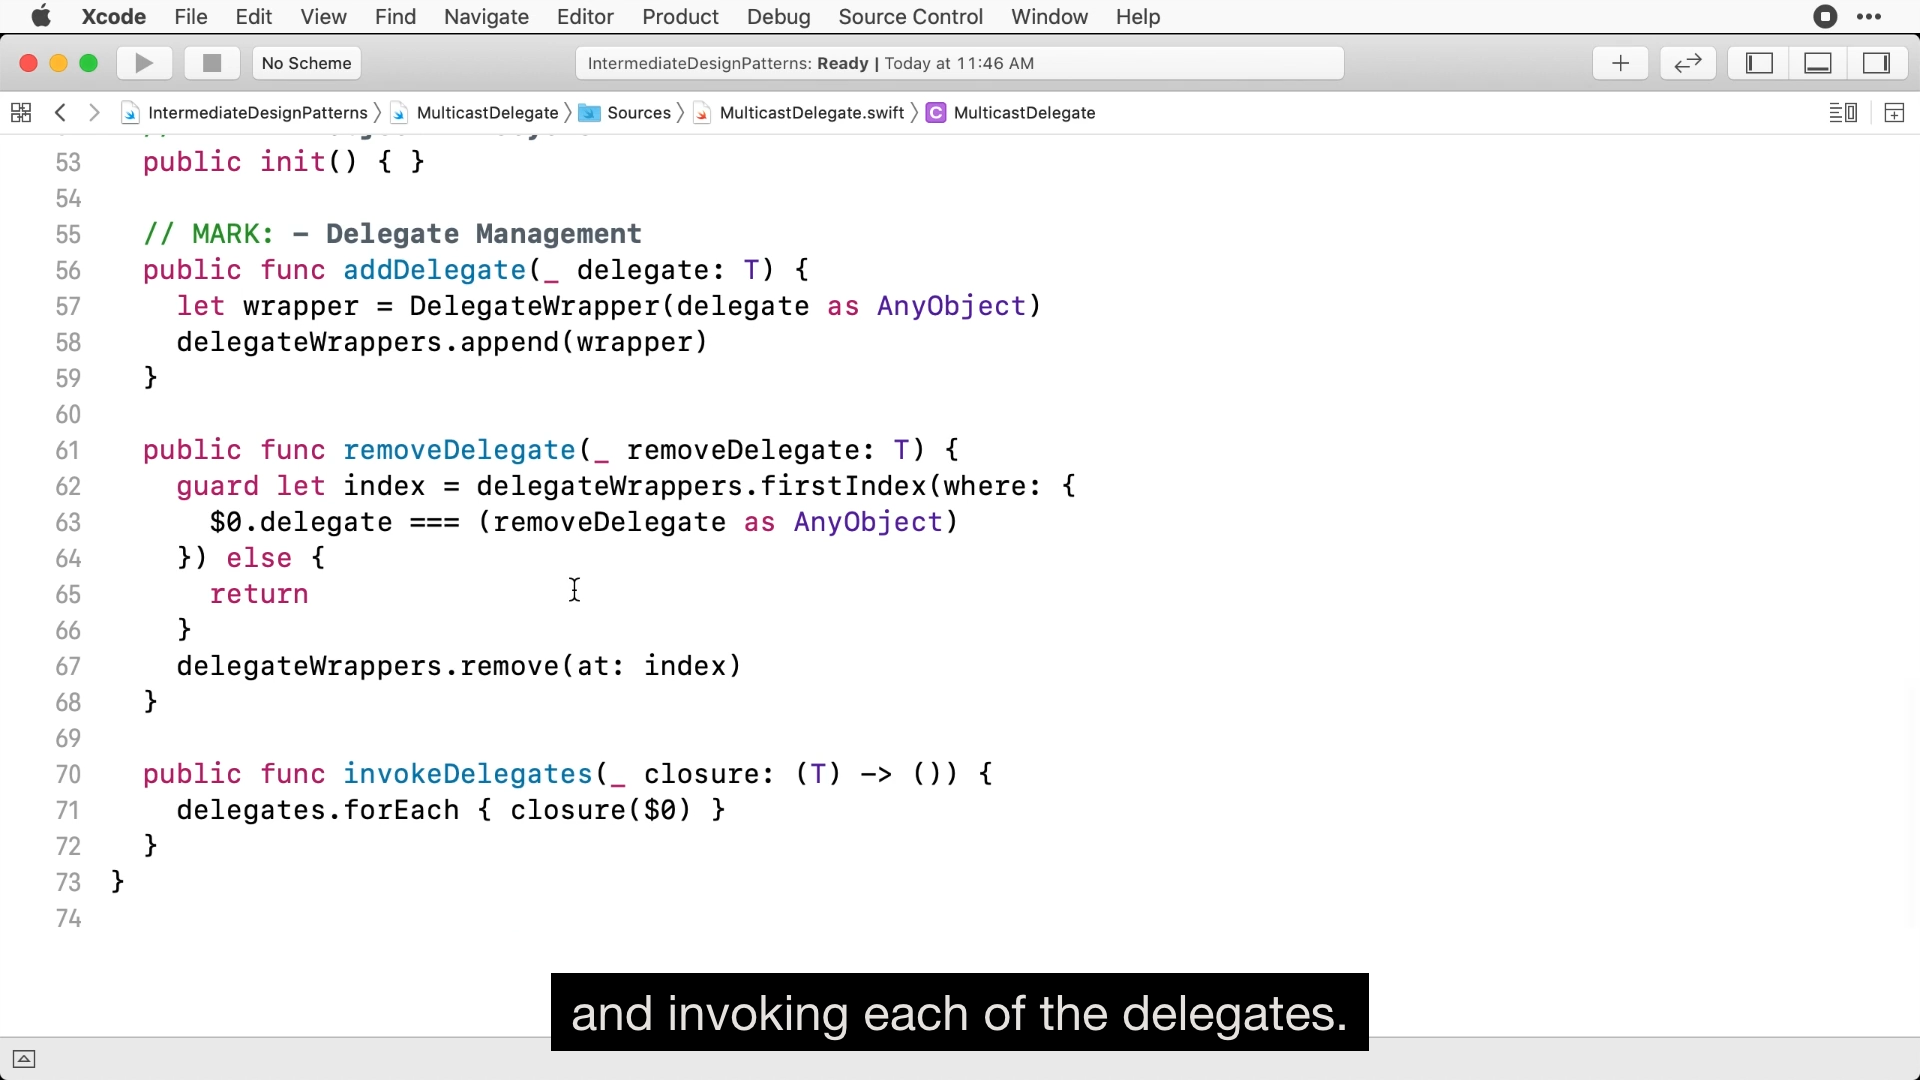 Xcode File Edit View Find Navigate Editor Product Debug Source Control Window Help
No Scheme
IntermediateDesignPatterns: Ready | Today at 11:46 AM
IntermediateDesignPatterns MulticastDelegate Sources MulticastDelegate.swift C MulticastDelegate
53 public init() { }
54
55 // MARK: - Delegate Management
56 public func addDelegate(_ delegate: T) {
57 let wrapper = DelegateWrapper(delegate as AnyObject)
58 delegateWrappers.append(wrapper)
59 }
60
61 public func removeDelegate(_ removeDelegate: T) {
62 guard let index = delegateWrappers.firstIndex(where: {
63 $0.delegate === (removeDelegate as AnyObject)
64 }) else {
65 return
66 }
67 delegateWrappers.remove(at: index)
68 }
69
70 public func invokeDelegates(_ closure: (T) -> ()) {
71 delegates.forEach { closure($0) }
72 }
73 }
74
and invoking each of the delegates.